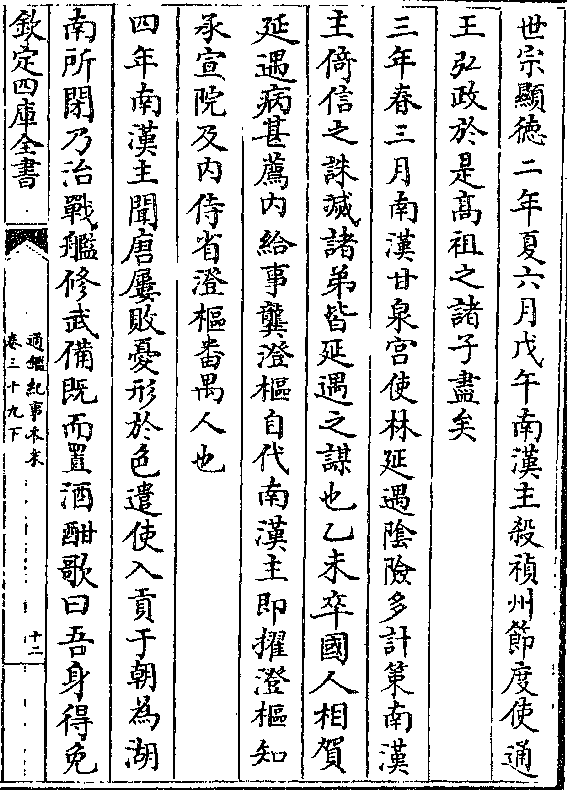 世宗顯德二年夏六月戊午南漢主殺禎州節度使通
王弘政於是髙祖之諸子盡矣
三年春三月南漢甘泉宫使林延遇隂險多計筭南漢
主倚信之誅滅諸弟皆延遇之謀也乙未卒國人相賀
延遇病甚薦内給事龔澄樞自代南漢主即擢澄樞知
承宣院及内侍省澄樞番禺人也
四年南漢主聞唐屢敗憂形於色遣使入貢于朝為湖
南所閉乃治戰艦修武備既而置酒酣歌曰吾身得免
欽定四庫全書
通鑑紀事本末
卷三十九下
十二